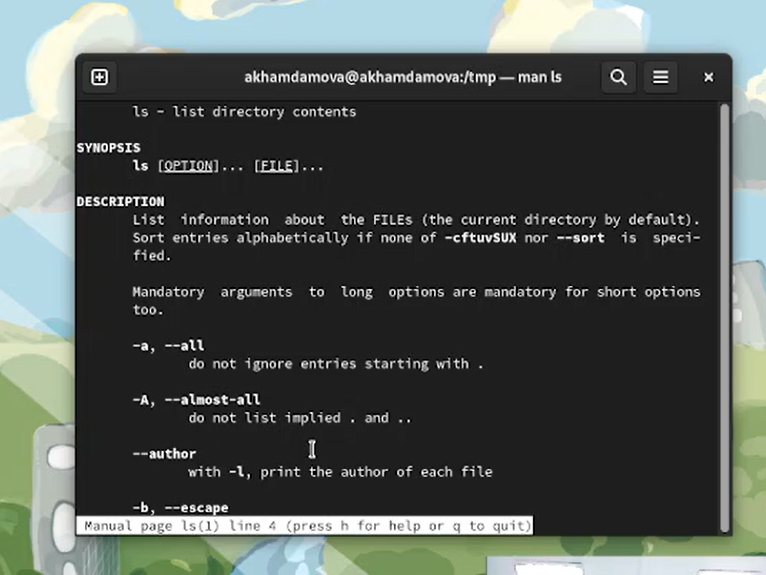 akhamdamova@akhamdamova:/tmp — man ls
ls - list directory contents
SYNOPSIS
ls [OPTION]... [FILE]...
DESCRIPTION
List information about the FILEs (the current directory by default).
Sort entries alphabetically if none of -cftuvSUX nor --sort is speci-
fied.
Mandatory arguments to long options are mandatory for short options
too.
-a, --all
do not ignore entries starting with .
-A, --almost-all
do not list implied . and ..
--author
with -l, print the author of each file
-b, --escape
Manual page ls(1) line 4 (press h for help or q to quit)